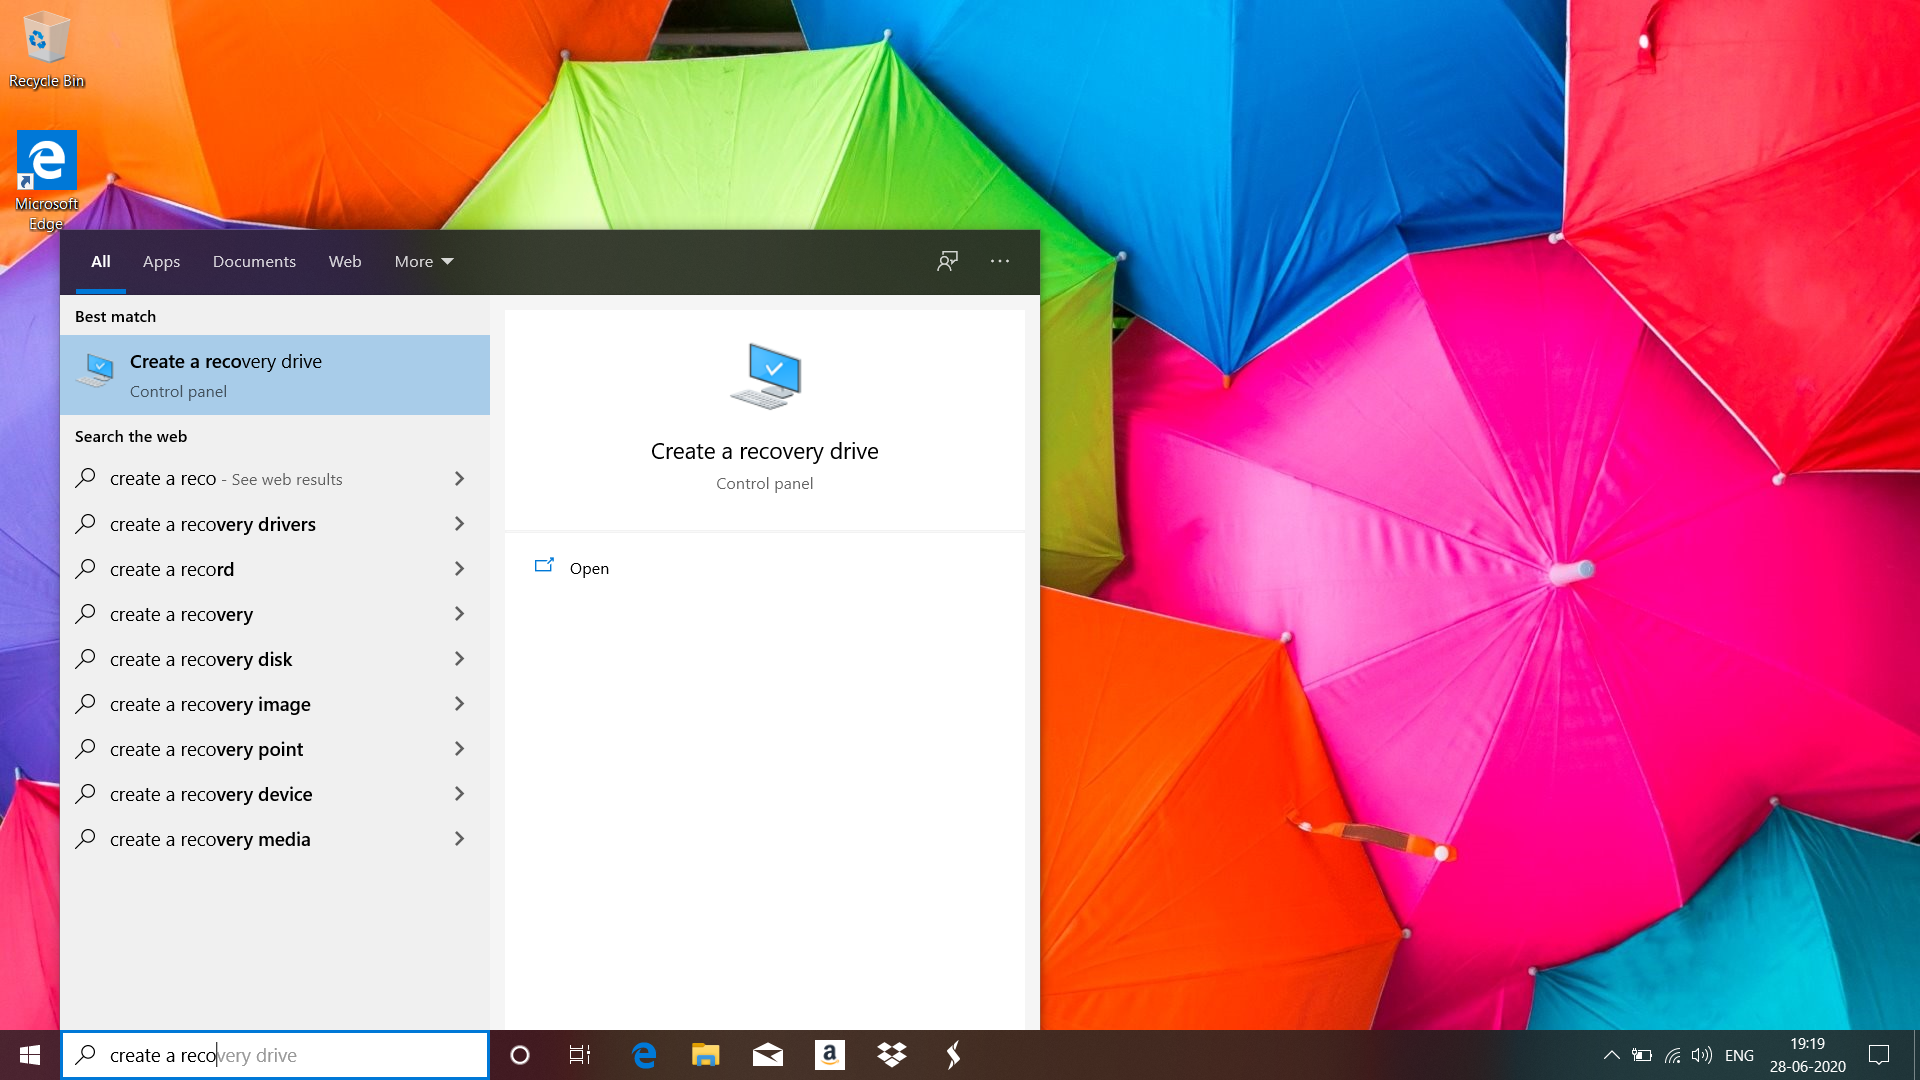 Recycle Bin
Microsoft
Edge
All Apps Documents Web More
Best match
Create a recovery drive
Control panel
Search the web
create a reco - See web results
create a recovery drivers
create a record
create a recovery
create a recovery disk
create a recovery image
create a recovery point
create a recovery device
create a recovery media
Create a recovery drive
Control panel
Open
create a recovery drive
ENG
19:19
28-06-2020